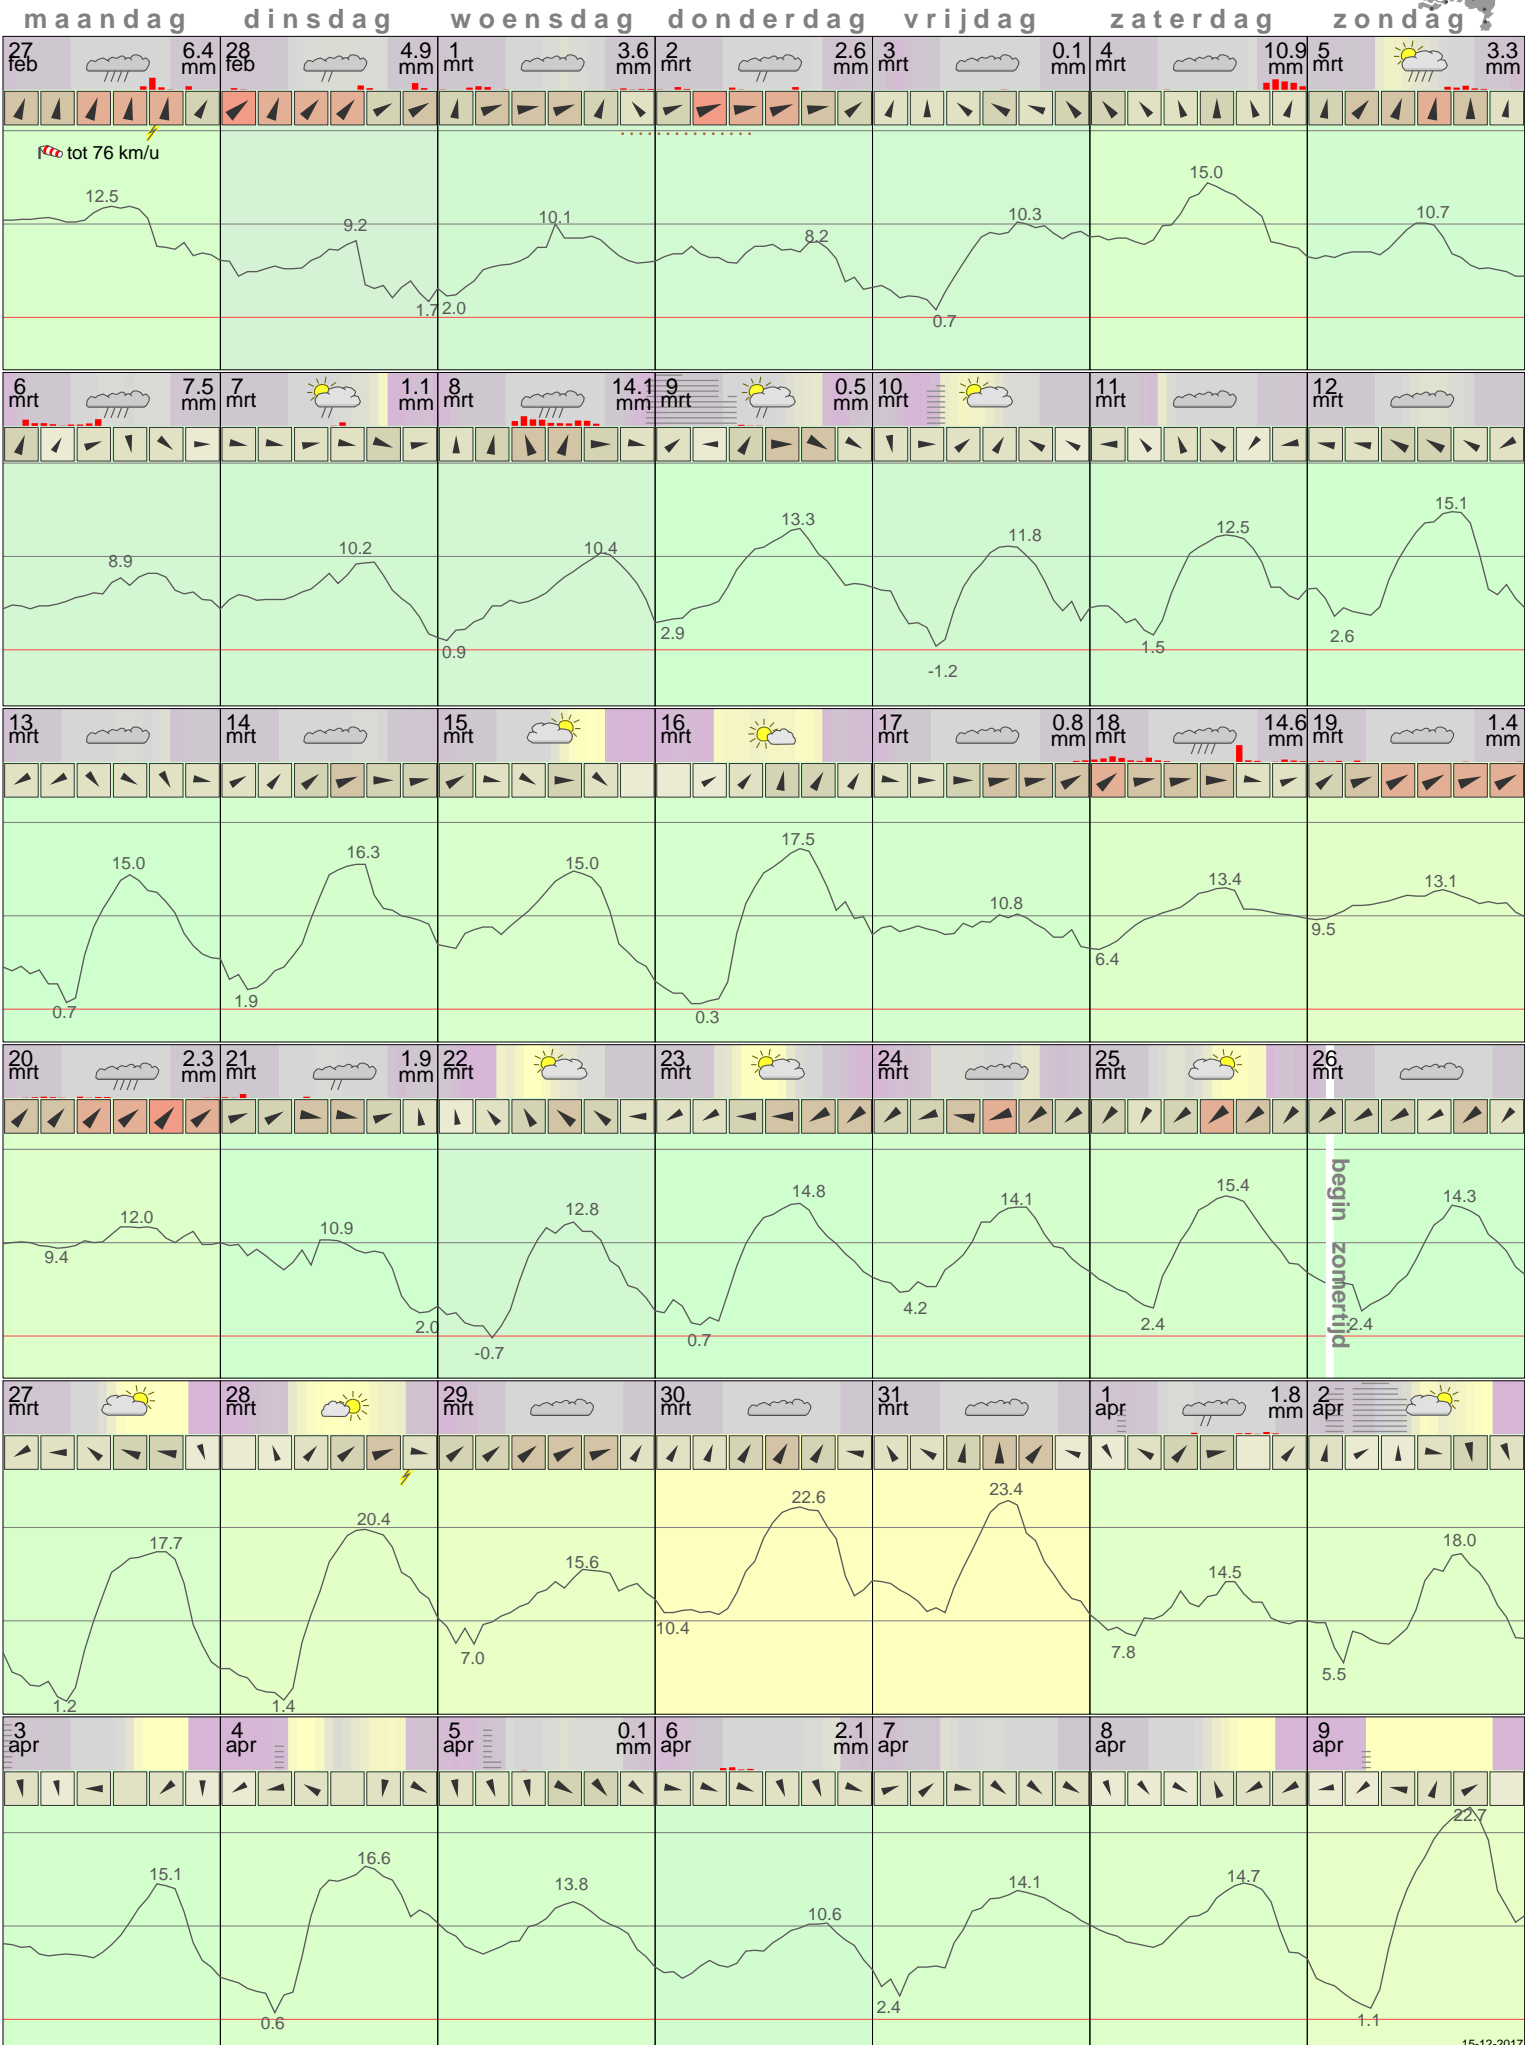 maandag dinsdag woensdag donderdag vrijdag zaterdag zondag
27 feb 6.4 mm 28 feb 4.9 mm 1 mrt 3.6 mm 2 mrt 2.6 mm 3 mrt 0.1 mm 4 mrt 10.9 mm 5 mrt 3.3 mm
tot 76 km/u
12.5 9.2 1.7 2.0 10.1 8.2 0.7 10.3 15.0 10.7
6 mrt 7.5 mm 7 mrt 1.1 mm 8 mrt 14.1 9 mrt 0.5 mm 10 mrt 11 mrt 12 mrt
8.9 10.2 0.9 10.4 2.9 13.3 -1.2 11.8 1.5 12.5 2.6 15.1
13 mrt 14 mrt 15 mrt 16 mrt 17 mrt 0.8 mm 18 mrt 14.6 mm 19 mrt 1.4 mm
0.7 15.0 1.9 16.3 15.0 0.3 17.5 10.8 6.4 13.4 9.5 13.1
20 mrt 2.3 mm 21 mrt 1.9 mm 22 mrt 23 mrt 24 mrt 25 mrt 26 mrt
9.4 12.0 10.9 2.0 -0.7 12.8 0.7 14.8 4.2 14.1 2.4 15.4 2.4 14.3
begin zomertijd
27 mrt 28 mrt 29 mrt 30 mrt 31 mrt 1 apr 1.8 mm 2 apr
1.2 17.7 1.4 20.4 7.0 15.6 10.4 22.6 23.4 7.8 14.5 5.5 18.0
3 apr 4 apr 5 apr 0.1 mm 6 apr 2.1 mm 7 apr 8 apr 9 apr
15.1 0.6 16.6 13.8 10.6 2.4 14.1 14.7 1.1 22.7
15-12-2017